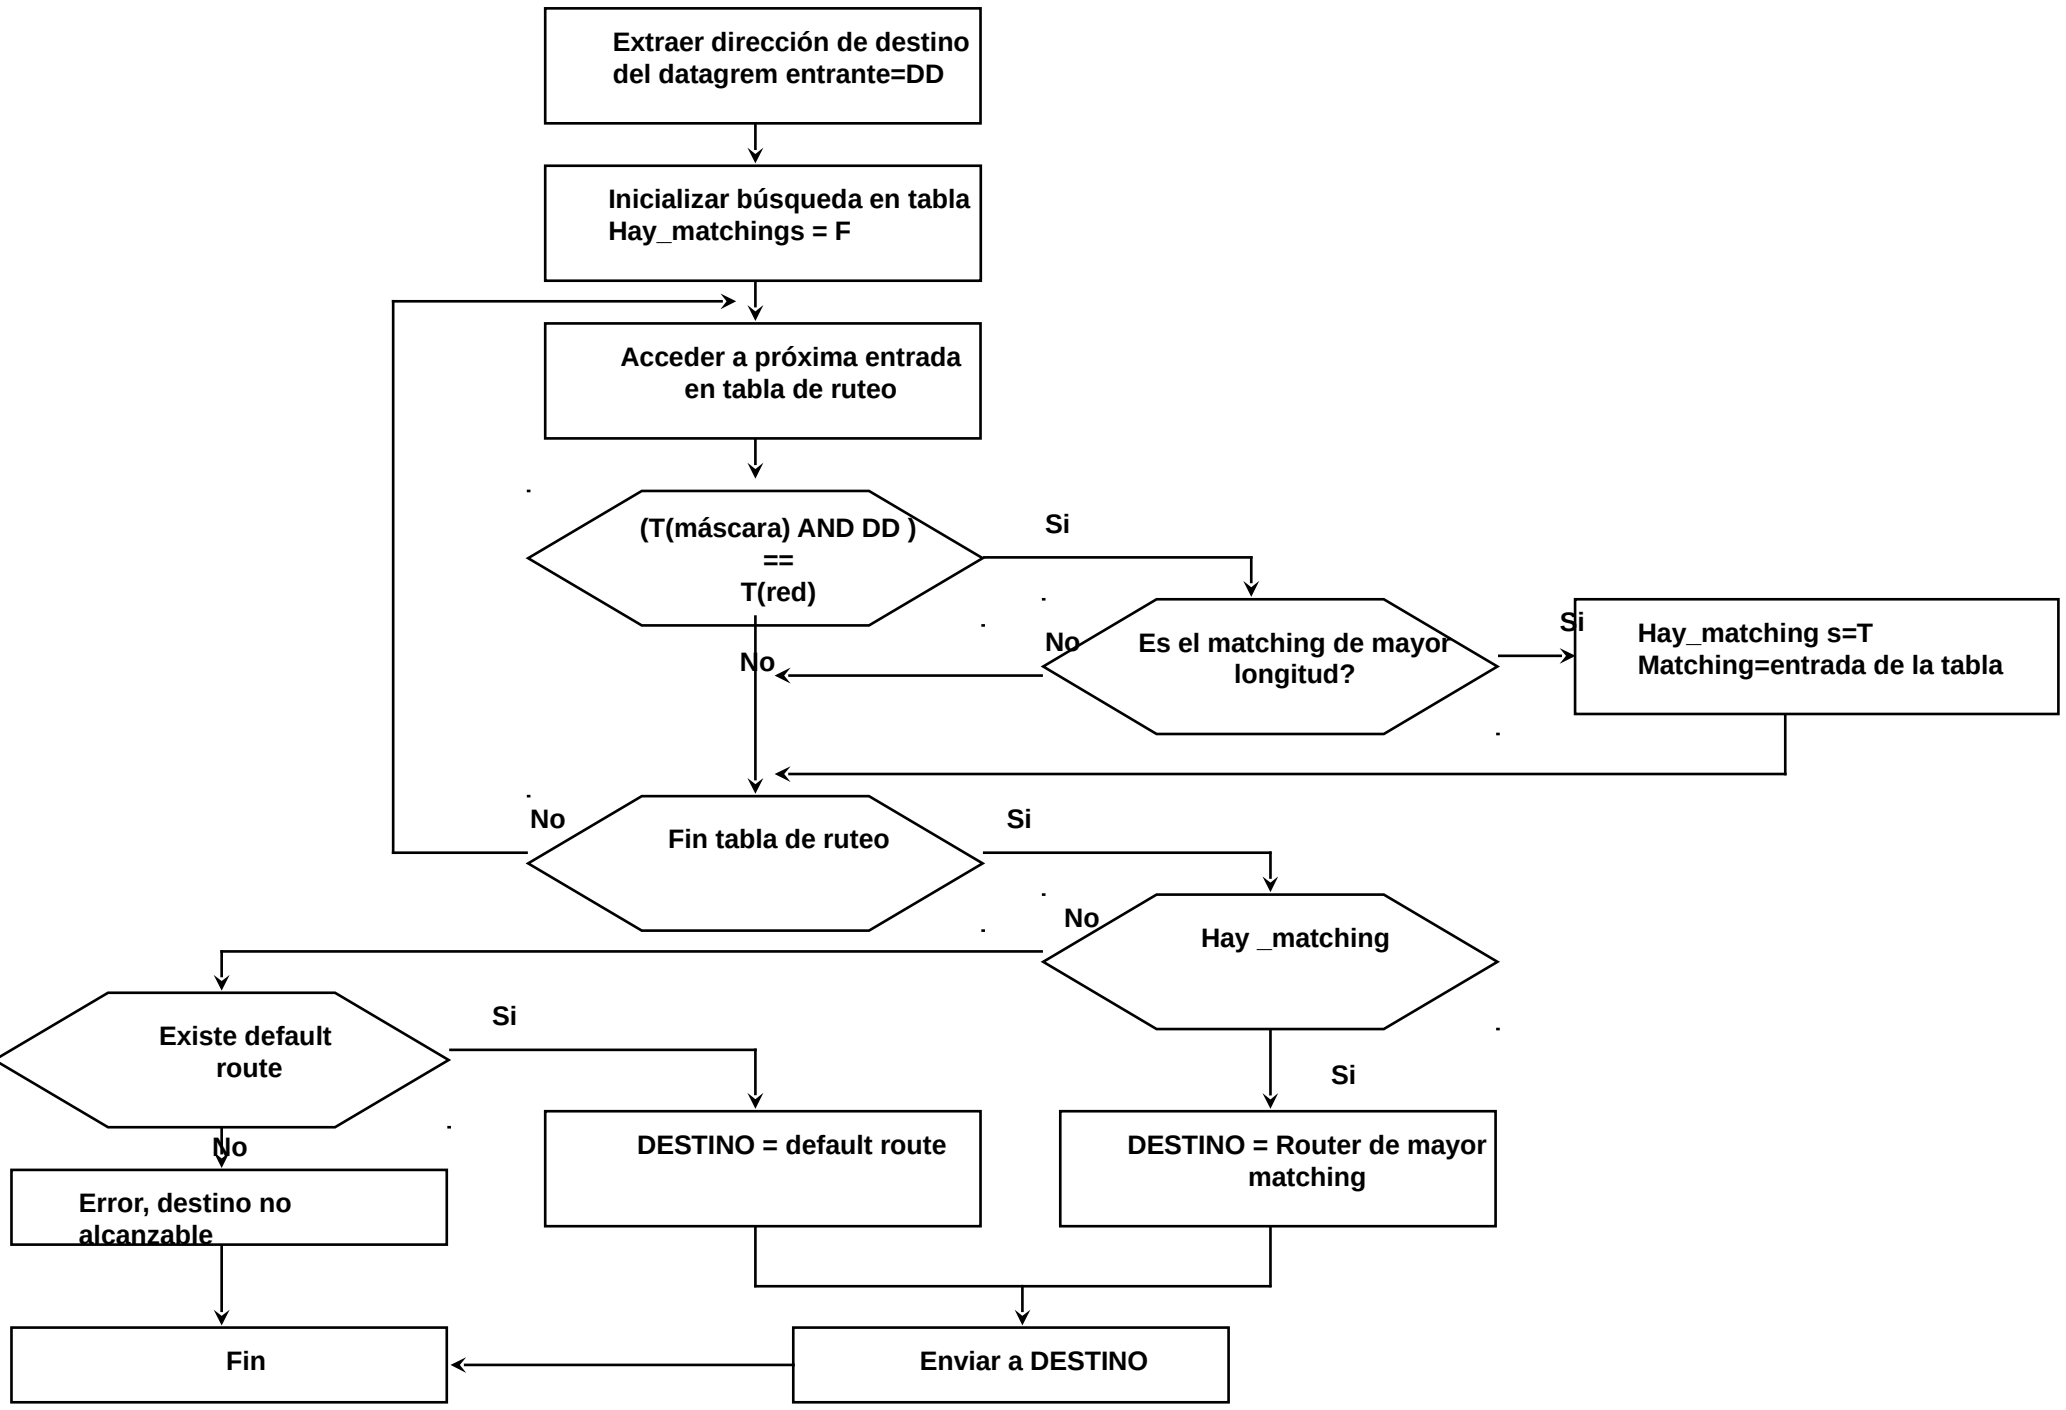 Extraer dirección de destino
del datagrem entrante=DD
Inicializar búsqueda en tabla
Hay_matchings = F
Acceder a próxima entrada
en tabla de ruteo
(T(máscara) AND DD )
==
T(red)
Si
No
Es el matching de mayor
longitud?
No
Si
Hay_matching s=T
Matching=entrada de la tabla
Fin tabla de ruteo
No
Si
Hay _matching
No
Si
Existe default
route
Si
No
DESTINO = default route
DESTINO = Router de mayor
matching
Error, destino no
alcanzable
Fin
Enviar a DESTINO